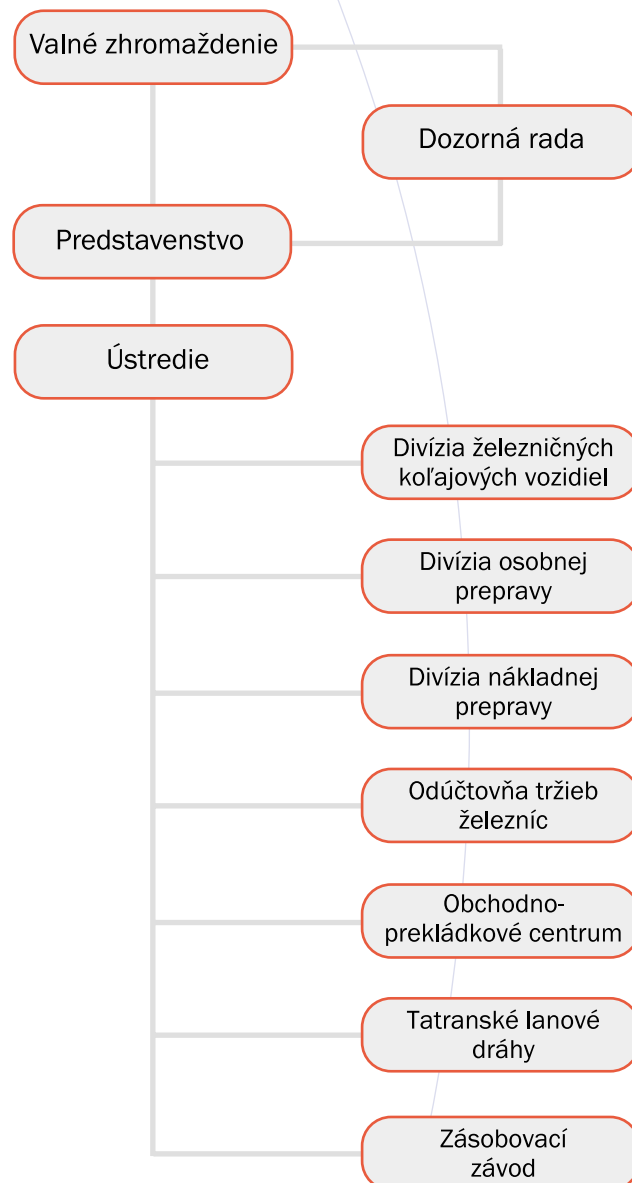 Valné zhromaždenie
Dozorná rada
Predstavenstvo
Ústredie
Divízia železničných
koľajových vozidiel
Divízia osobnej
prepravy
Divízia nákladnej
prepravy
Odúčtovňa tržieb
železníc
Obchodno-
prekládkové centrum
Tatranské lanové
dráhy
Zásobovací
závod